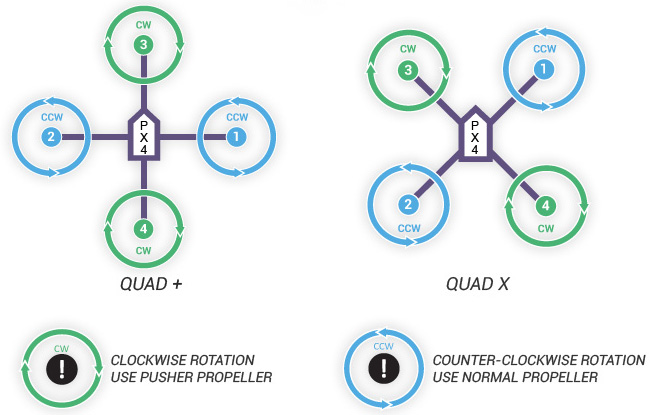 CW
3
CCW
2
P
X
4
CCW
1
4
CW
QUAD +
CW
3
CCW
1
P
X
4
2
CCW
4
CW
QUAD X
CW
!
CLOCKWISE ROTATION
USE PUSHER PROPELLER
CCW
!
COUNTER-CLOCKWISE ROTATION
USE NORMAL PROPELLER